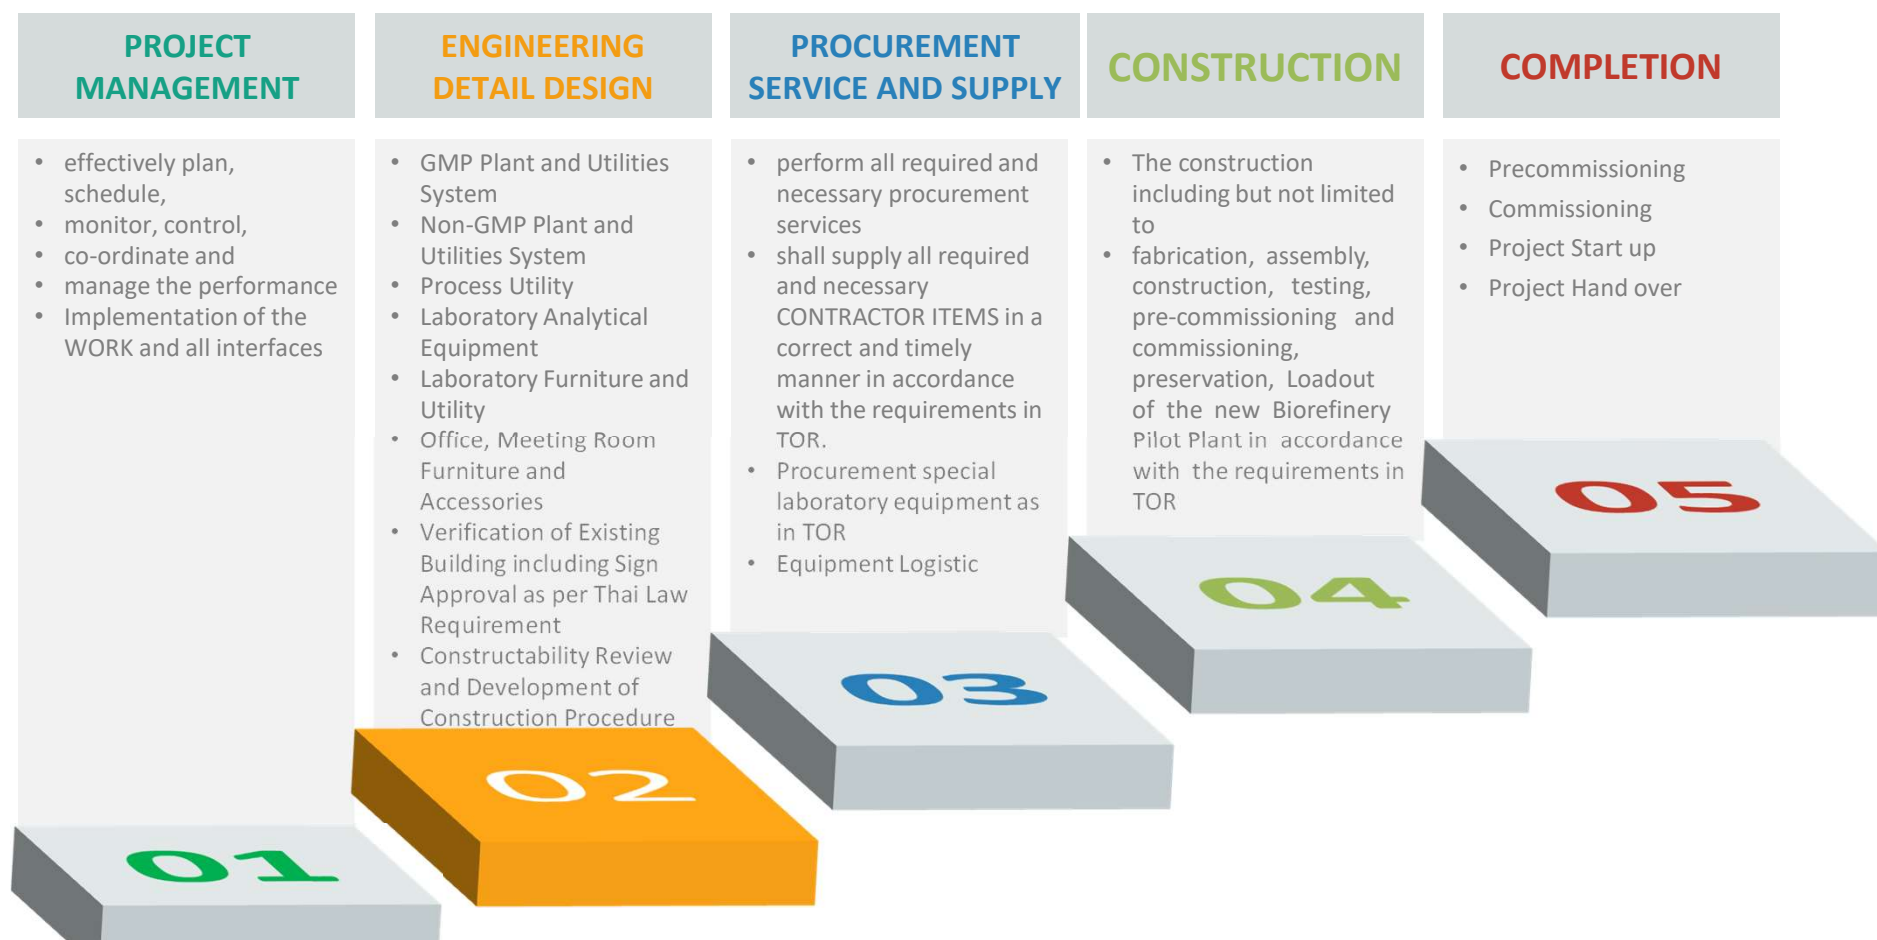 PROJECT
MANAGEMENT
• effectively plan,
schedule,
• monitor, control,
• co-ordinate and
• manage the performance
• Implementation of the
WORK and all interfaces
01
ENGINEERING
DETAIL DESIGN
• GMP Plant and Utilities
System
• Non-GMP Plant and
Utilities System
• Process Utility
• Laboratory Analytical
Equipment
• Laboratory Furniture and
Utility
• Office, Meeting Room
Furniture and
Accessories
• Verification of Existing
Building including Sign
Approval as per Thai Law
Requirement
• Constructability Review
and Development of
Construction Procedure
02
PROCUREMENT
SERVICE AND SUPPLY
• perform all required and
necessary procurement
services
• shall supply all required
and necessary
CONTRACTOR ITEMS in a
correct and timely
manner in accordance
with the requirements in
TOR.
• Procurement special
laboratory equipment as
in TOR
• Equipment Logistic
03
CONSTRUCTION
• The construction
including but not limited
to
• fabrication, assembly,
construction, testing,
pre-commissioning and
commissioning,
preservation, Loadout
of the new Biorefinery
Pilot Plant in accordance
with the requirements in
TOR
04
COMPLETION
• Precommissioning
• Commissioning
• Project Start up
• Project Hand over
05